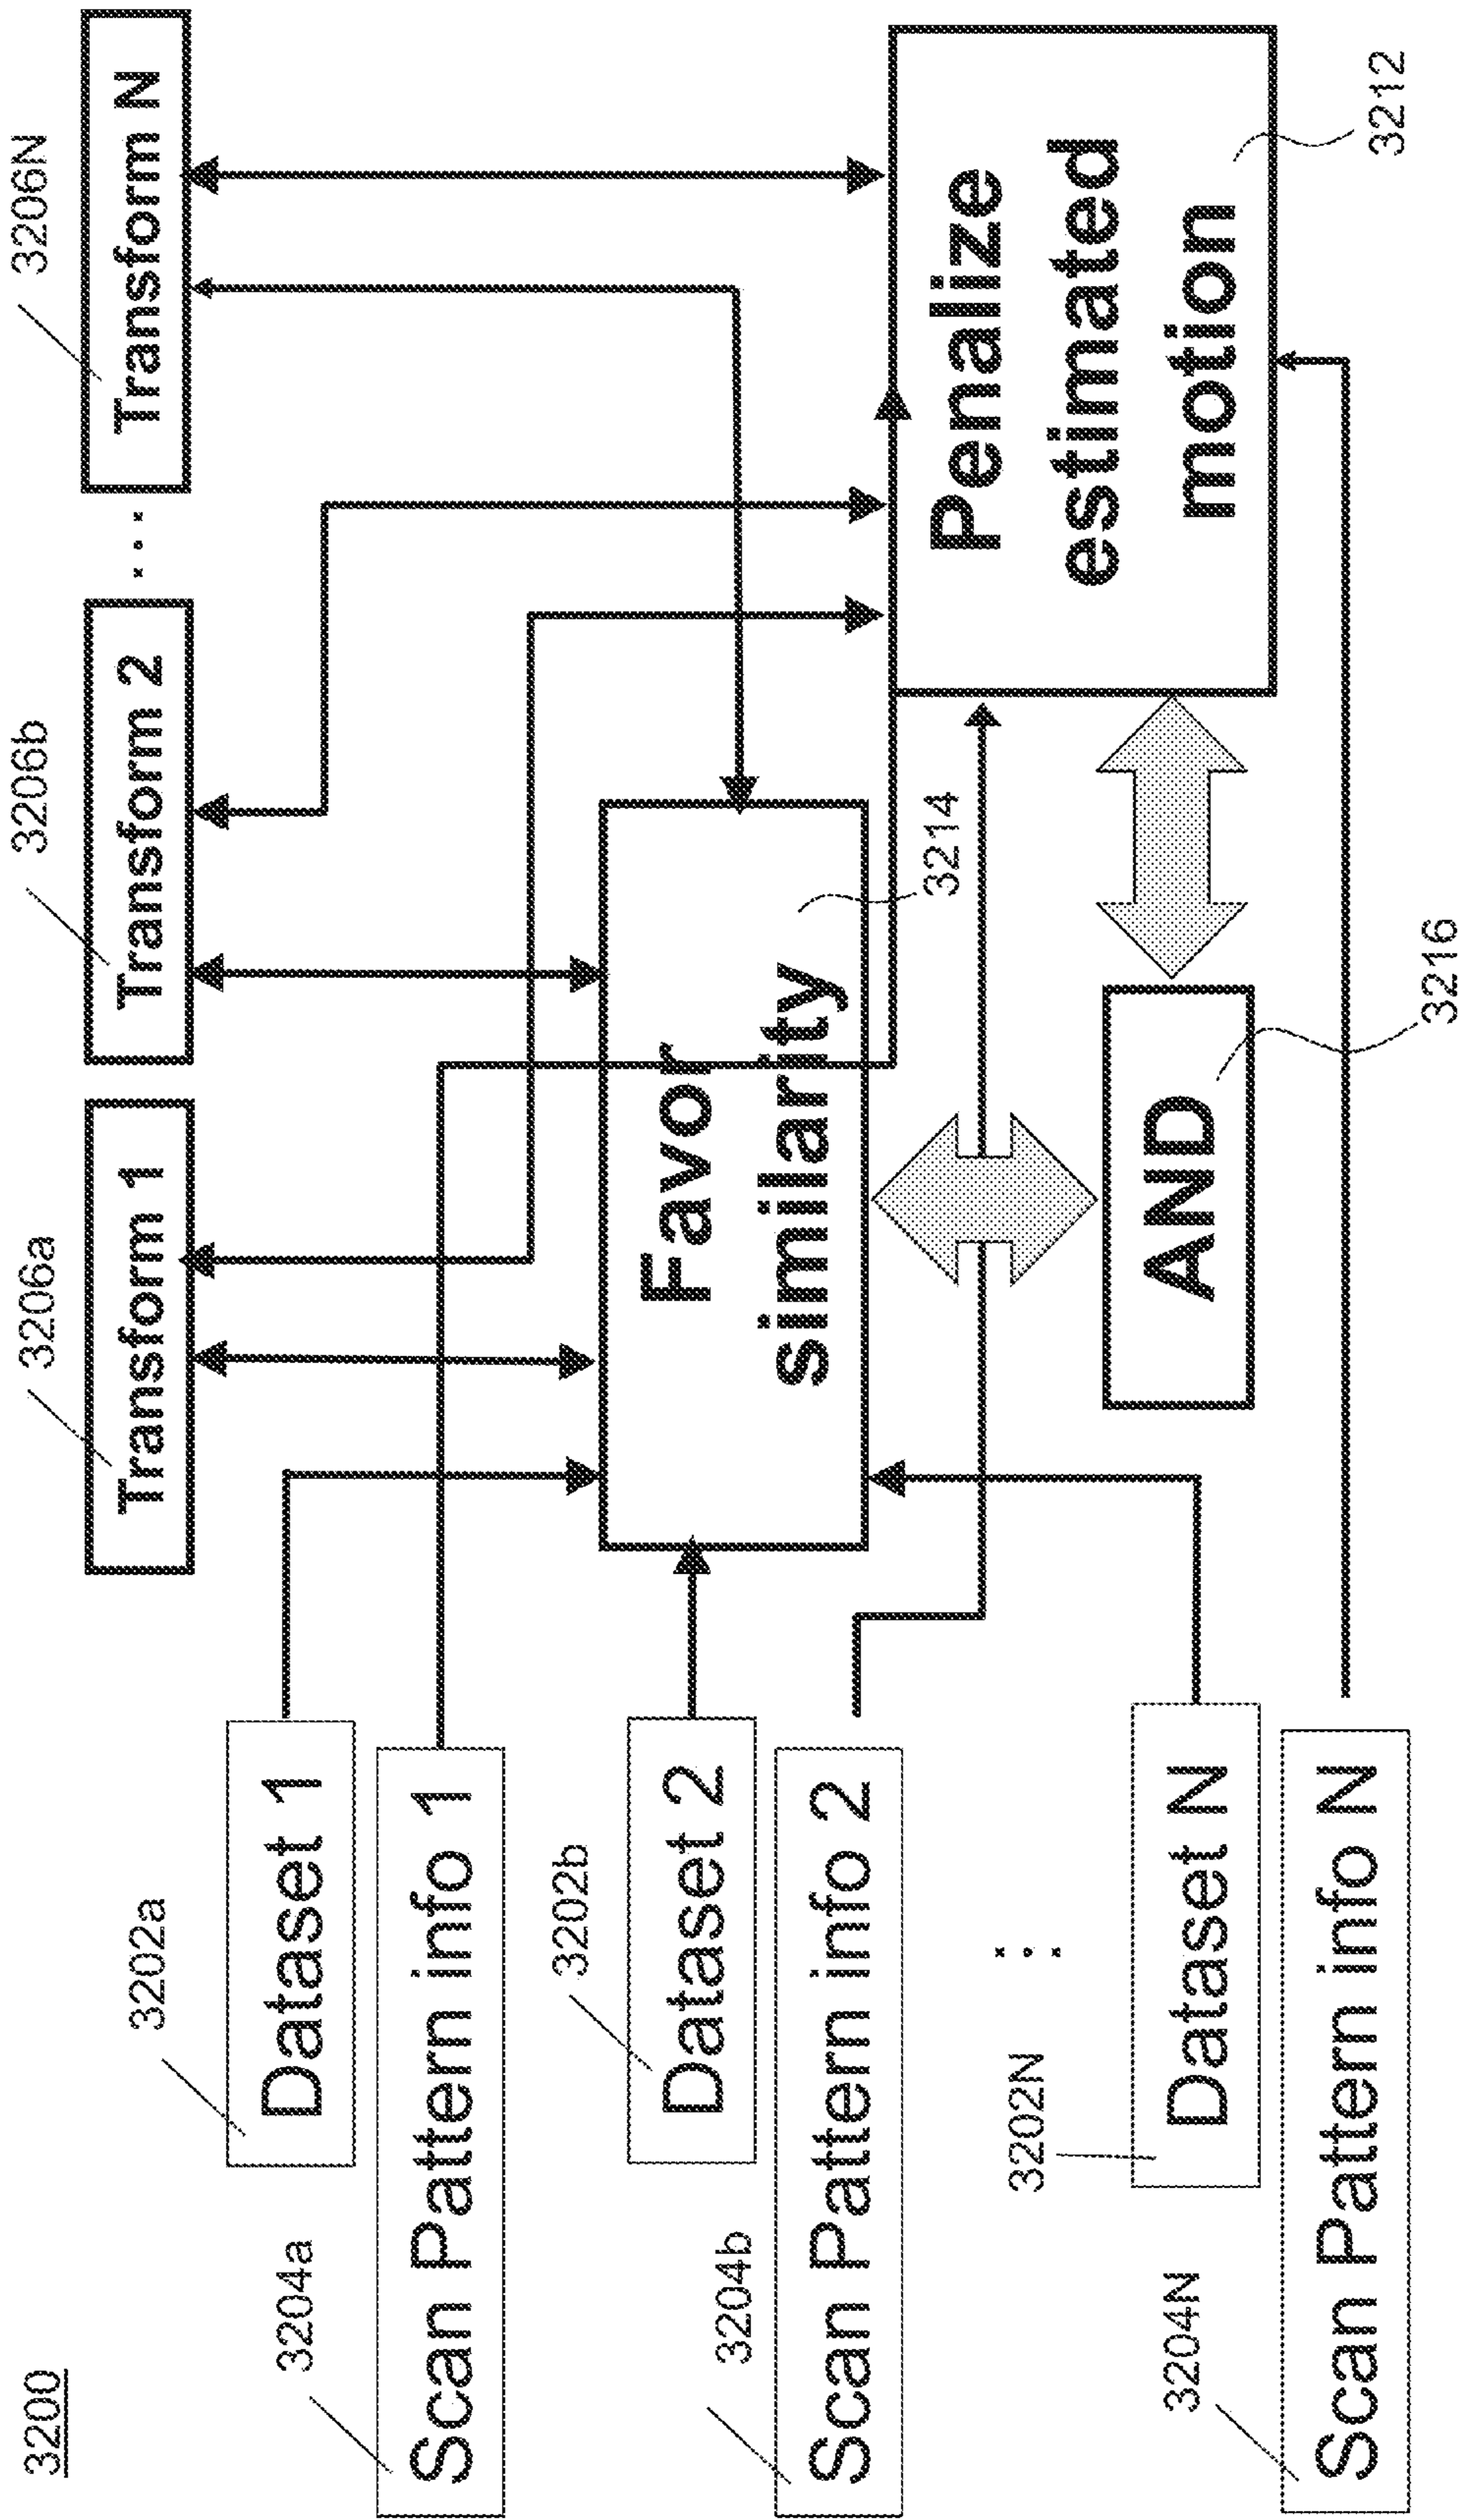 3200
3202a
Dataset 1
3204a
Scan Pattern info 1
3202b
Dataset 2
3204b
Scan Pattern info 2
⋮
3202N
Dataset N
3204N
Scan Pattern info N
3206a
Transform 1
3206b
Transform 2
...
3206N
Transform N
Favor
similarity
3214
AND
3216
Penalize
estimated
motion
3212